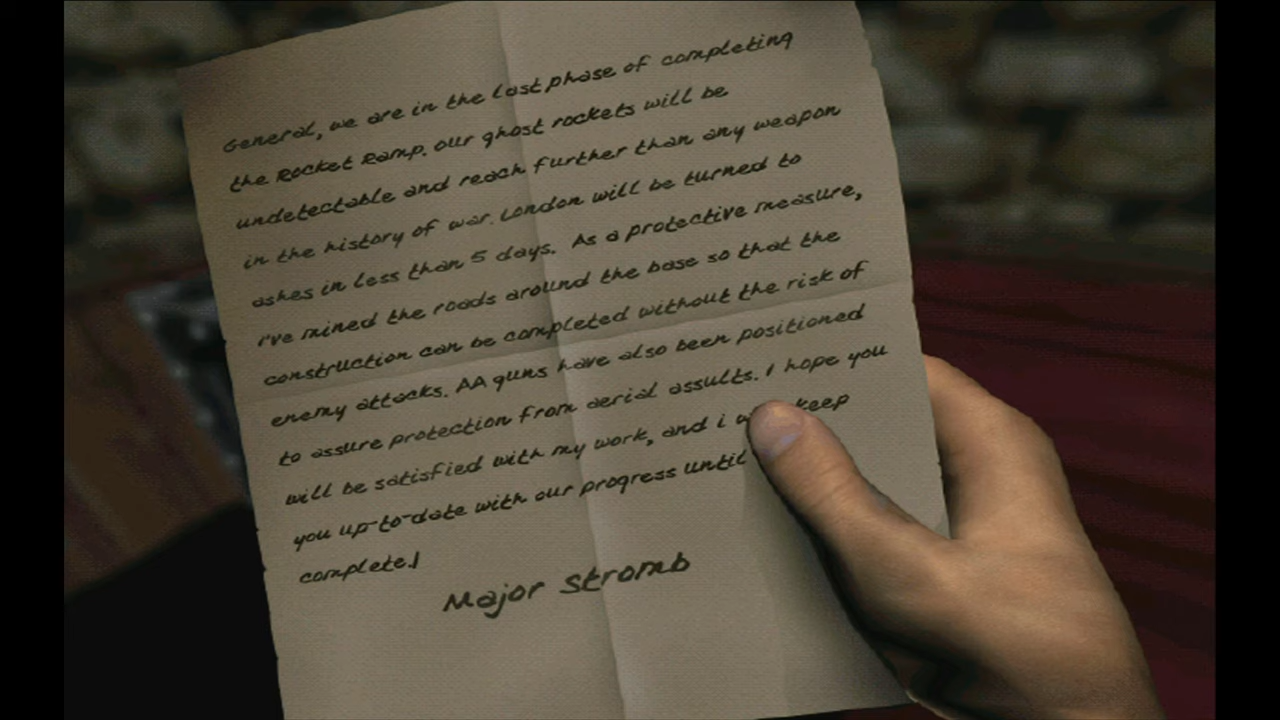 General, we are in the last phase of completing
the Rocket Ramp. Our ghost rockets will be
undetectable and reach further than any weapon
in the history of war. London will be turned to
ashes in less than 5 days. As a protective measure,
i've mined the roads around the base so that the
construction can be completed without the risk of
enemy attacks. AA guns have also been positioned
to assure protection from aerial assults. I hope you
will be satisfied with my work, and i keep
you up-to-date with our progress until
complete!
Major Stromb